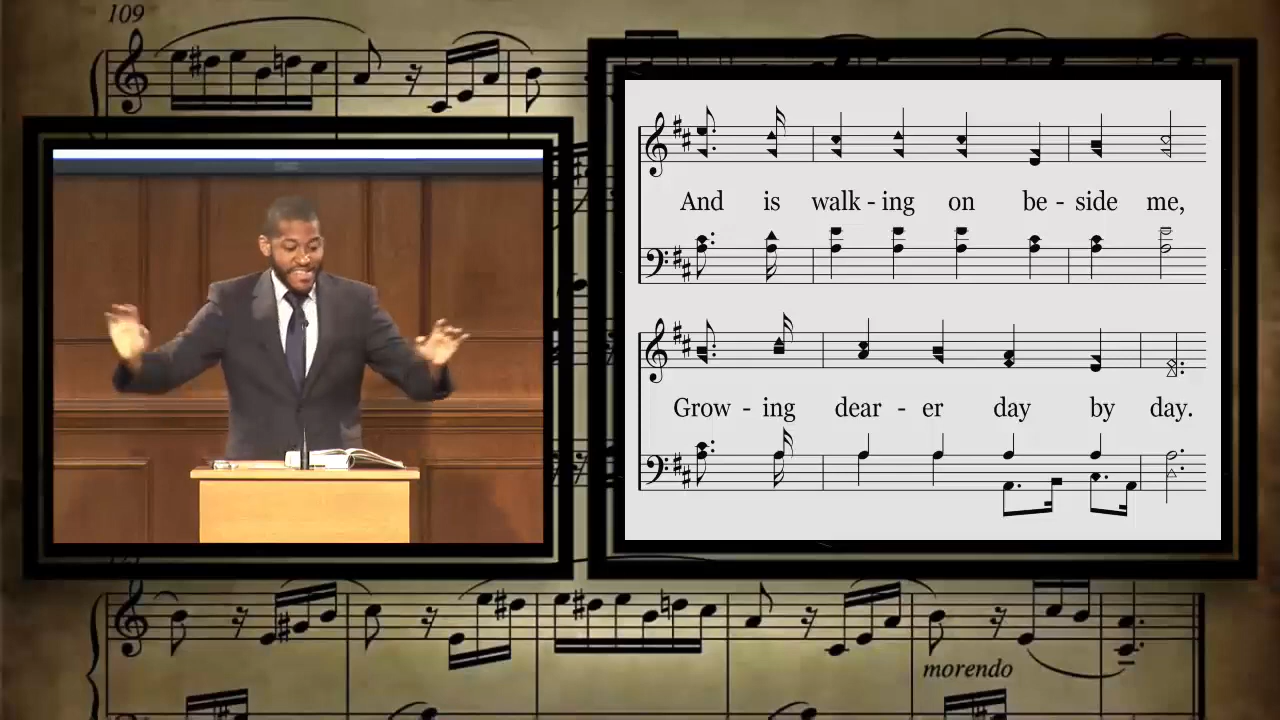 109
And is walk - ing on be - side me,
Grow - ing dear - er day by day.
morendo